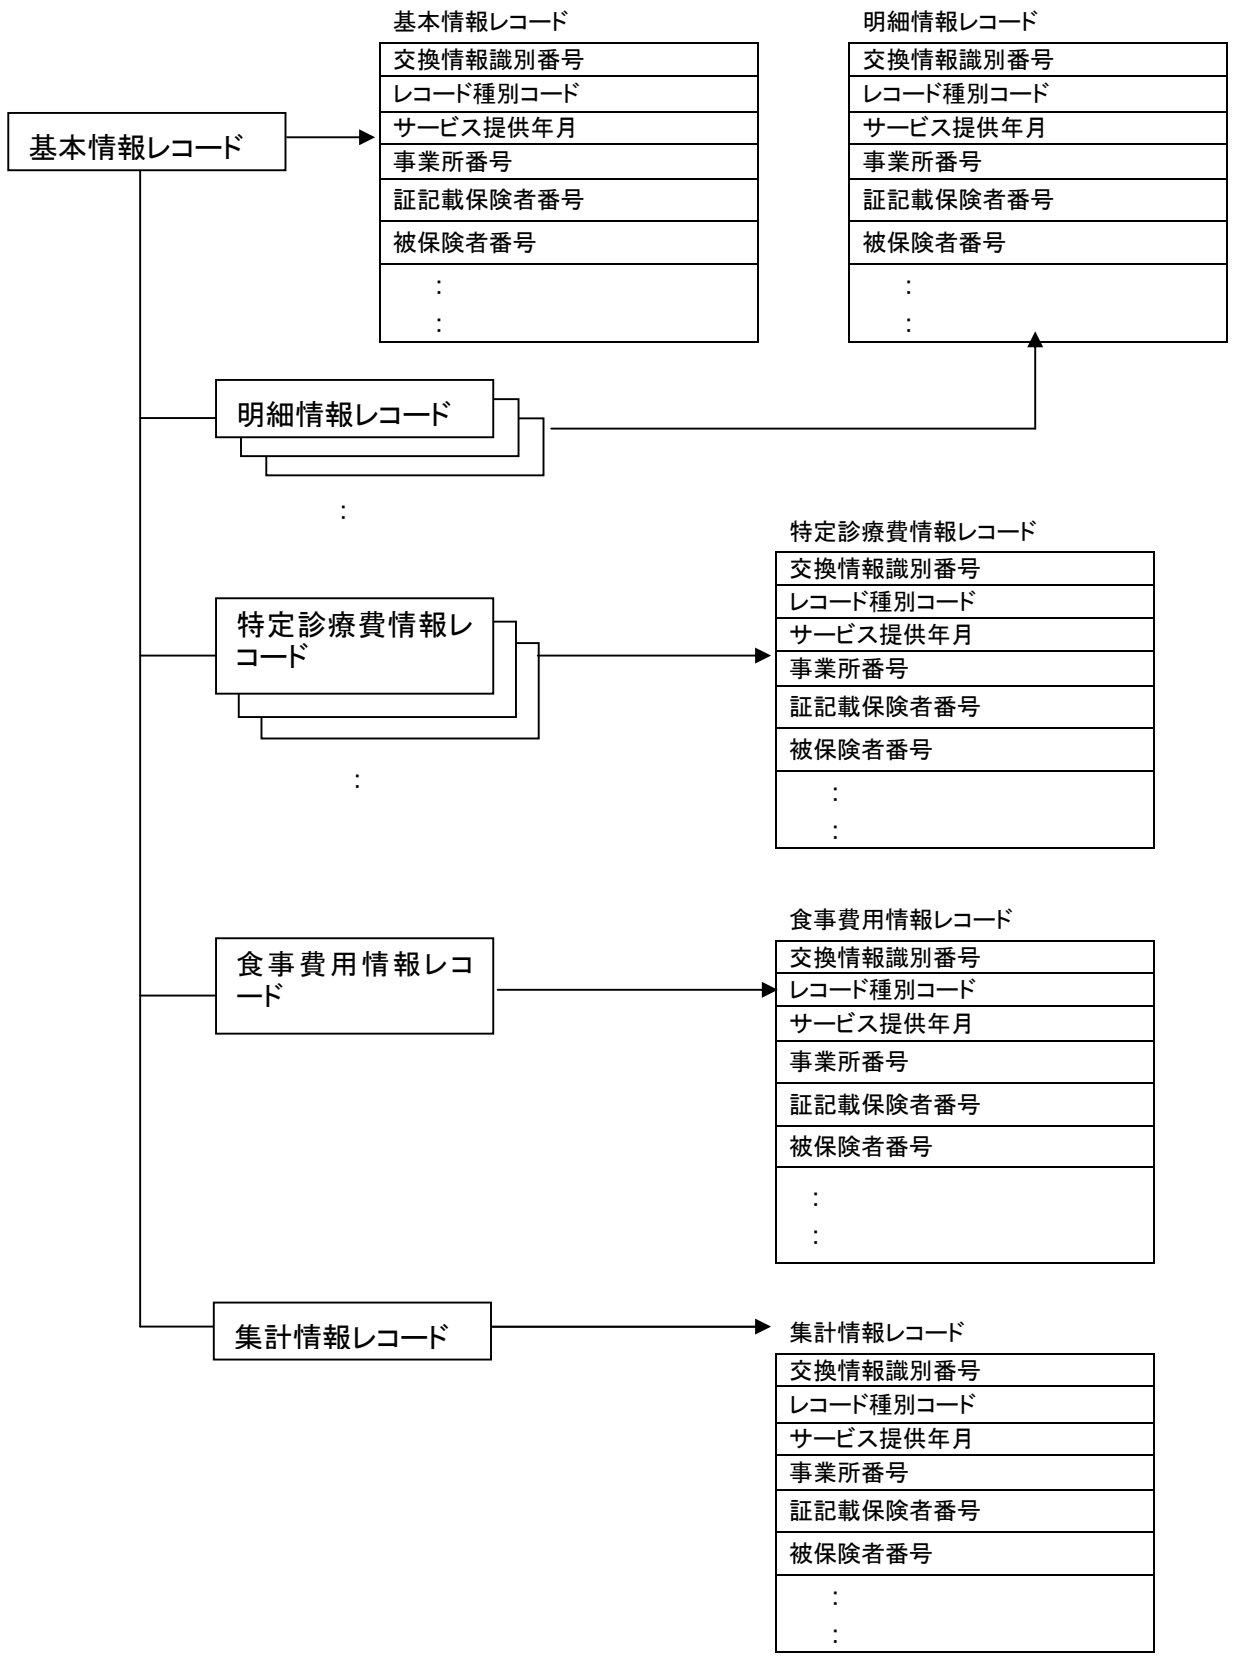 基本情報レコード
交換情報識別番号
レコード種別コード
サービス提供年月
事業所番号
証記載保険者番号
被保険者番号
:
:
明細情報レコード
交換情報識別番号
レコード種別コード
サービス提供年月
事業所番号
証記載保険者番号
被保険者番号
:
:
基本情報レコード
明細情報レコード
:
特定診療費情報レ
コード
:
特定診療費情報レコード
交換情報識別番号
レコード種別コード
サービス提供年月
事業所番号
証記載保険者番号
被保険者番号
:
:
食事費用情報レコ
ード
食事費用情報レコード
交換情報識別番号
レコード種別コード
サービス提供年月
事業所番号
証記載保険者番号
被保険者番号
:
:
集計情報レコード
集計情報レコード
交換情報識別番号
レコード種別コード
サービス提供年月
事業所番号
証記載保険者番号
被保険者番号
:
: